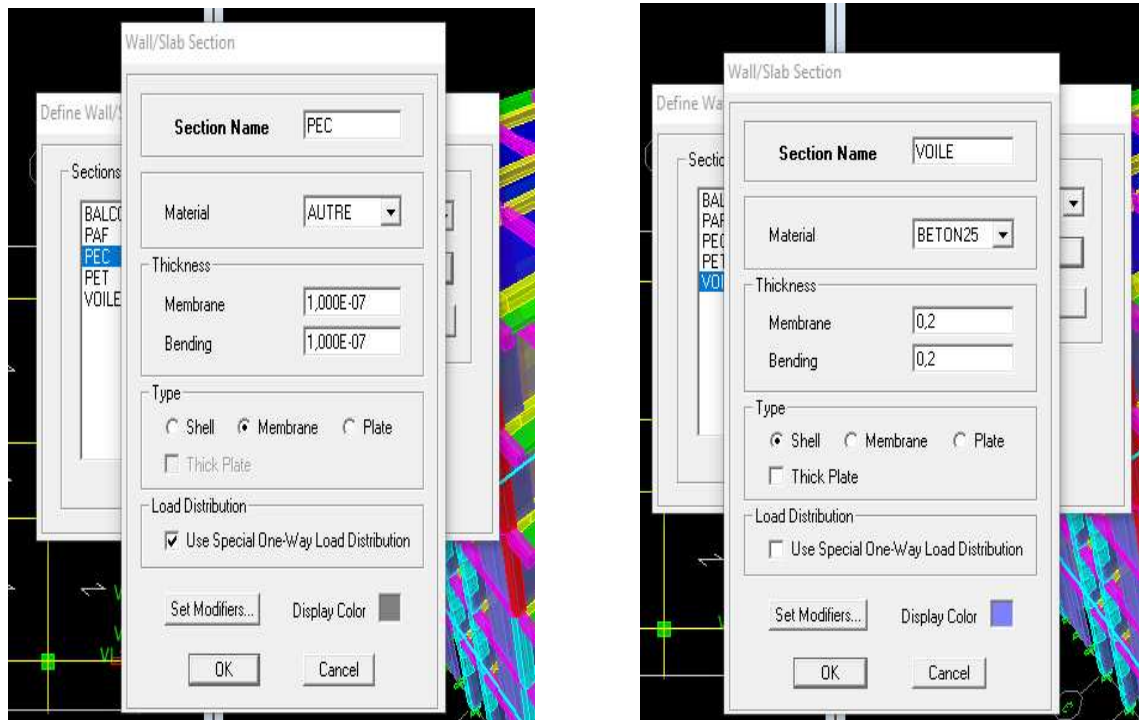 Wall/Slab Section
Define Wall/S
Section Name PEC
Sections
BALCO
PAF
PEC
PET
VOILE
Material AUTRE
Thickness
Membrane 1,000E-07
Bending 1,000E-07
Type
Shell Membrane Plate
Thick Plate
Load Distribution
Use Special One-Way Load Distribution
Set Modifiers... Display Color
OK Cancel
Wall/Slab Section
Define Wa
Section Name VOILE
Sectio
BAL
PAF
PEC
PET
VOI
Material BETON25
Thickness
Membrane 0,2
Bending 0,2
Type
Shell Membrane Plate
Thick Plate
Load Distribution
Use Special One-Way Load Distribution
Set Modifiers... Display Color
OK Cancel